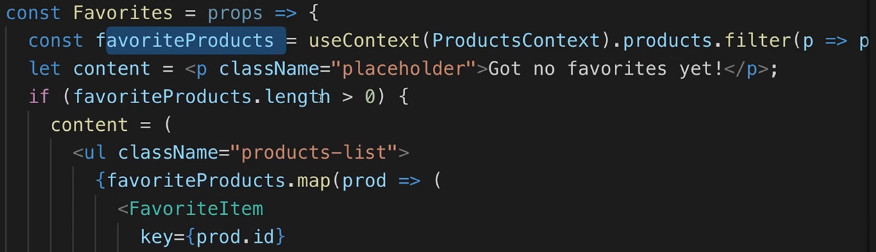 const Favorites = props => {
const favoriteProducts = useContext(ProductsContext).products.filter(p => p
let content = <p className="placeholder">Got no favorites yet!</p>;
if (favoriteProducts.length > 0) {
content = (
<ul className="products-list">
{favoriteProducts.map(prod => (
<FavoriteItem
key={prod.id}